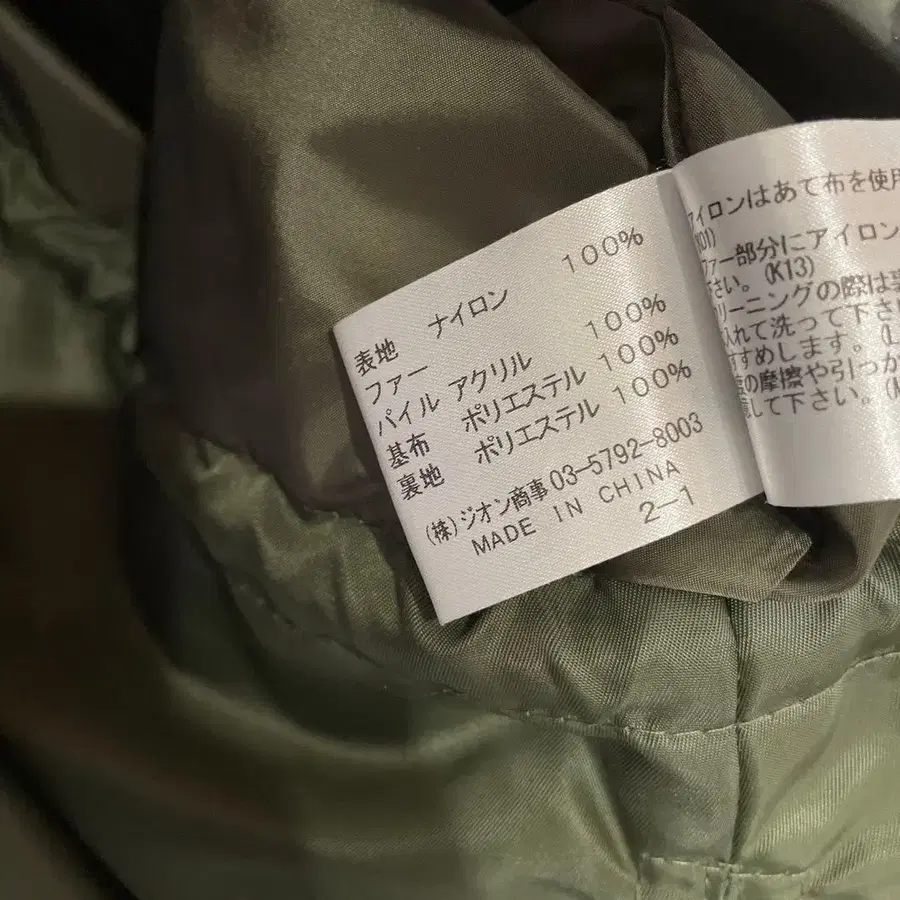 表地 ナイロン 100%
ファー
パイル アクリル 100%
基布 ポリエステル 100%
裏地 ポリエステル 100%
(株)ジオン商事 03-5792-8003
MADE IN CHINA
2-1
アイロンはあて布を使用
ファー部分にアイロン
さい。(K13)
リーニングの際は裏
入れて洗って下さ
すすめします。(L
の摩擦や引っか
して下さい。(M